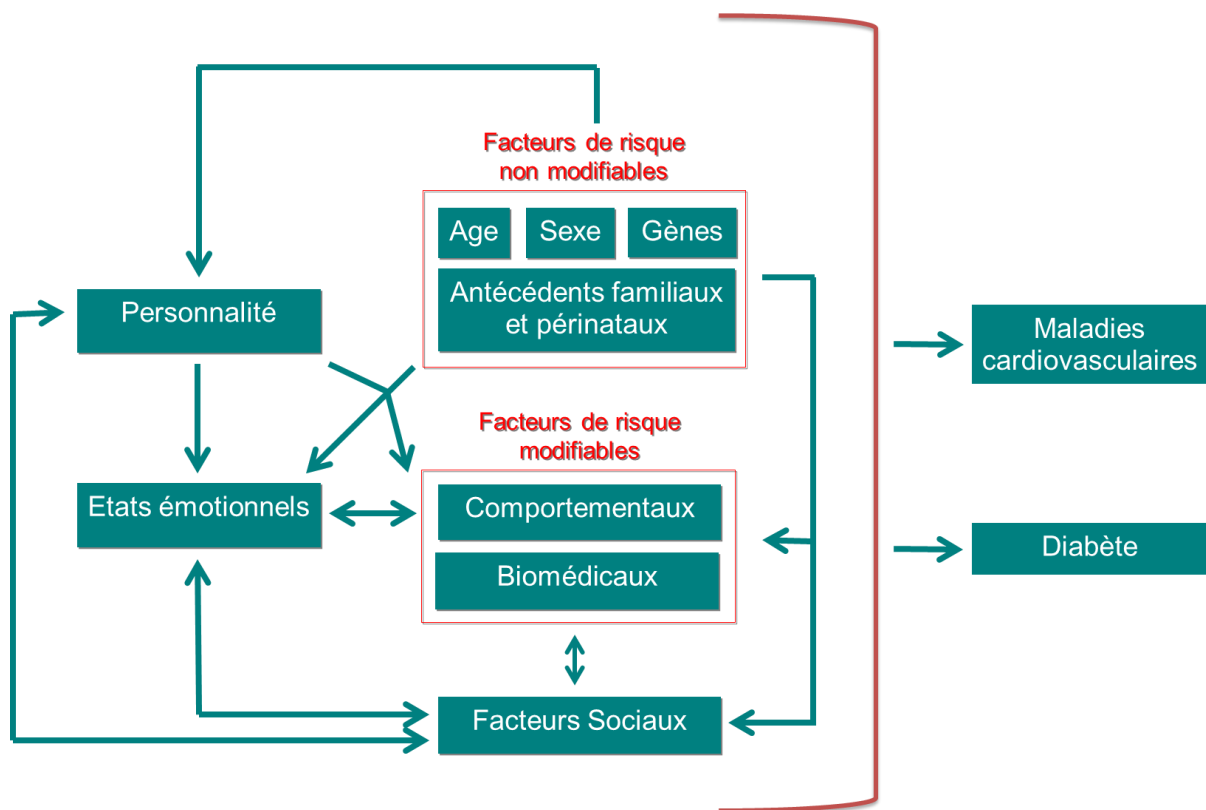 Facteurs de risque
non modifiables
Age
Sexe
Gènes
Antécédents familiaux
et périnataux
Personnalité
Maladies
cardiovasculaires
Facteurs de risque
modifiables
Etats émotionnels
Comportementaux
Biomédicaux
Diabète
Facteurs Sociaux